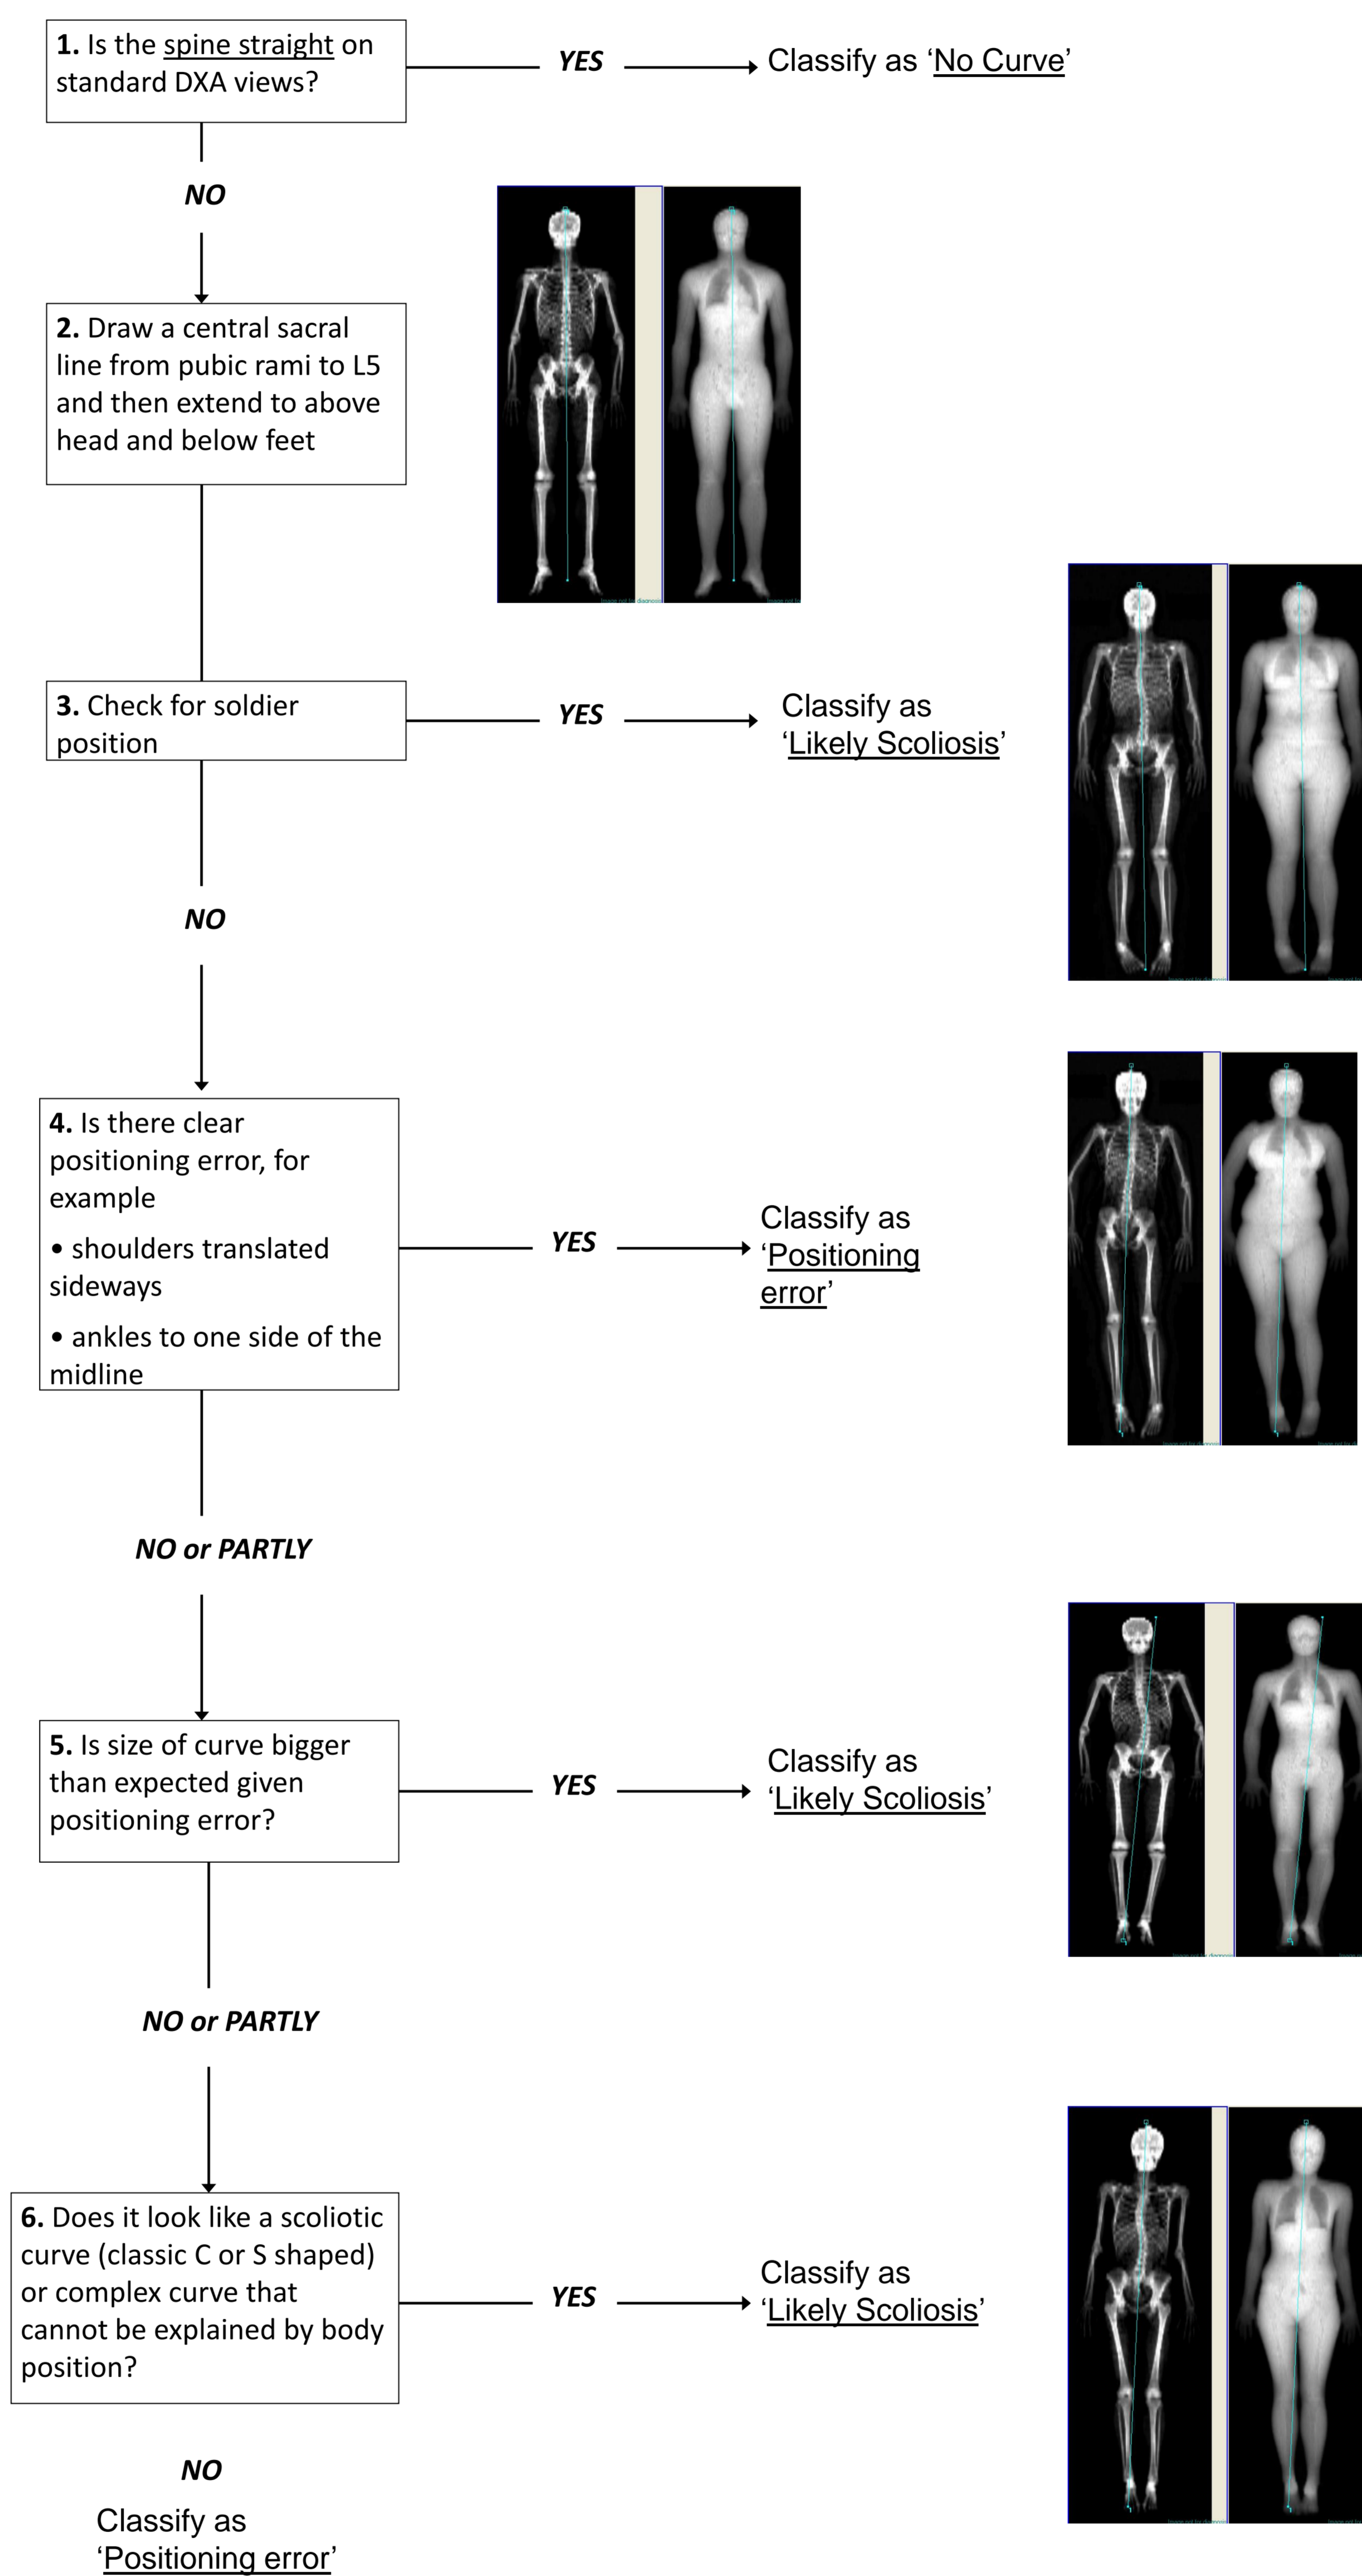 1. Is the spine straight on
standard DXA views?
YES
Classify as ‘No Curve’
NO
2. Draw a central sacral
line from pubic rami to L5
and then extend to above
head and below feet
Image not for diagnosis
3. Check for soldier
position
YES
Classify as
‘Likely Scoliosis’
NO
4. Is there clear
positioning error, for
example
• shoulders translated
sideways
• ankles to one side of the
midline
YES
Classify as
‘Positioning
error’
NO or PARTLY
5. Is size of curve bigger
than expected given
positioning error?
YES
Classify as
‘Likely Scoliosis’
NO or PARTLY
6. Does it look like a scoliotic
curve (classic C or S shaped)
or complex curve that
cannot be explained by body
position?
YES
Classify as
‘Likely Scoliosis’
NO
Classify as
‘Positioning error’